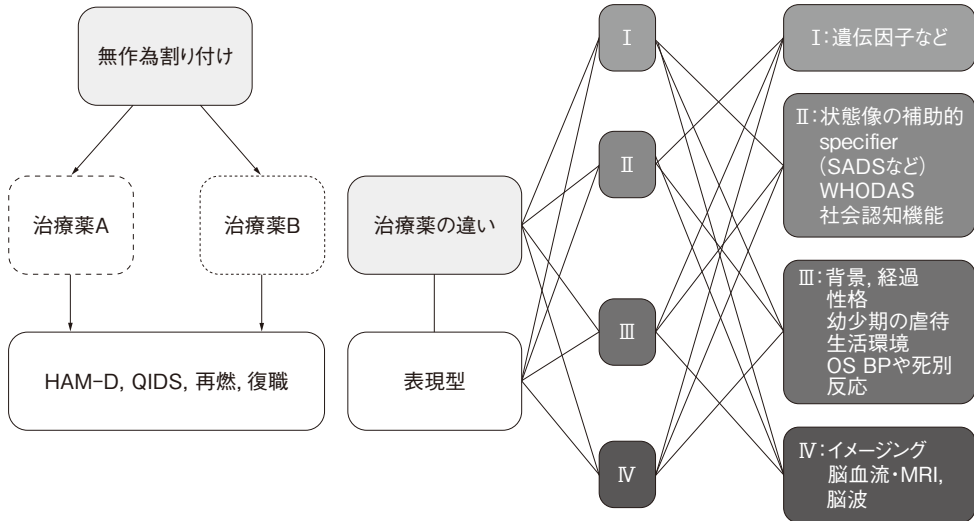 無作為割り付け
治療薬A
治療薬B
HAM-D, QIDS, 再燃, 復職
治療薬の違い
表現型
Ⅰ
Ⅱ
Ⅲ
Ⅳ
Ⅰ：遺伝因子など
Ⅱ：状態像の補助的
specifier
（SADSなど）
WHODAS
社会認知機能
Ⅲ：背景, 経過
性格
幼少期の虐待
生活環境
OS BPや死別
反応
Ⅳ：イメージング
脳血流・MRI,
脳波